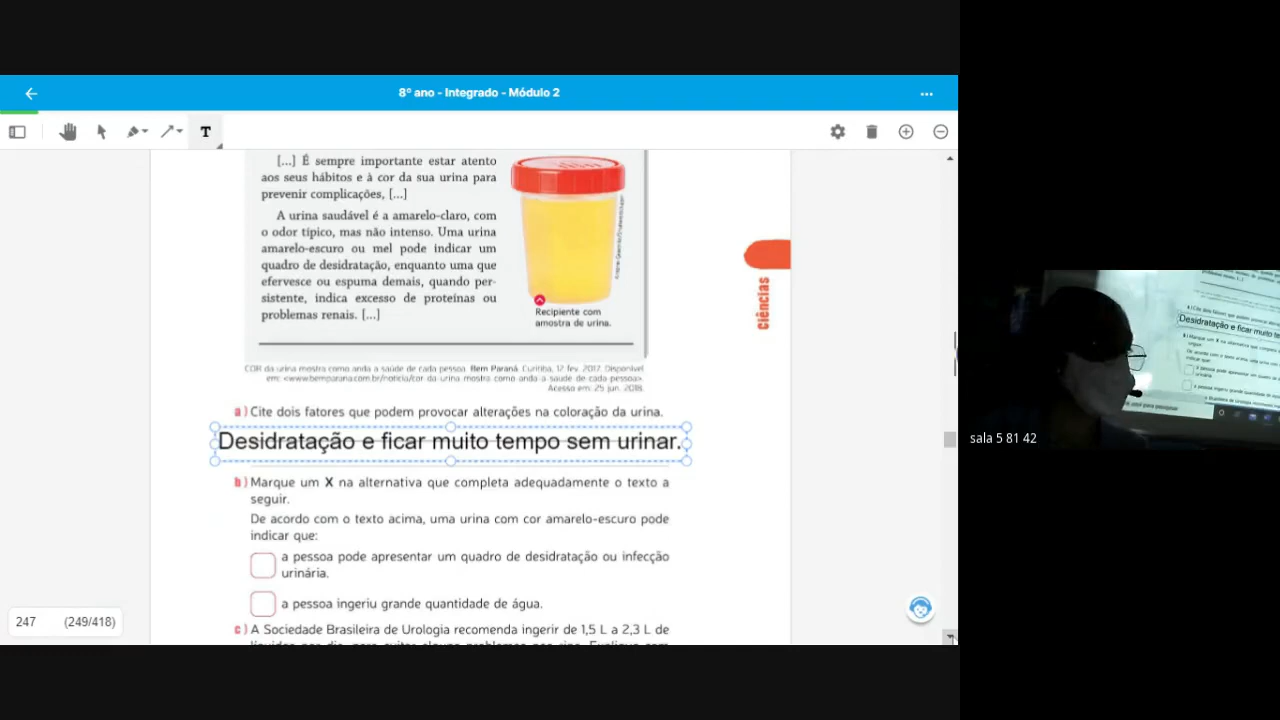 8º ano - Integrado - Módulo 2
T
[...] É sempre importante estar atento
aos seus hábitos e à cor da sua urina para
prevenir complicações, [...]
A urina saudável é a amarelo-claro, com
o odor típico, mas não intenso. Uma urina
amarelo-escuro ou mel pode indicar um
quadro de desidratação, enquanto uma que
efervesce ou espuma demais, quando per-
sistente, indica excesso de proteínas ou
problemas renais. [...]
Recipiente com
amostra de urina.
Ciências
COR da urina mostra como anda a saúde de cada pessoa. Bem Paraná. Curitiba, 12 fev. 2017. Disponível
em: <www.bemparana.com.br/noticia/cor da urina mostra como anda a saude de cada pessoa>.
Acesso em: 25 jun. 2018.
a) Cite dois fatores que podem provocar alterações na coloração da urina.
Desidratação e ficar muito tempo sem urinar.
b) Marque um X na alternativa que completa adequadamente o texto a
seguir.
De acordo com o texto acima, uma urina com cor amarelo-escuro pode
indicar que:
a pessoa pode apresentar um quadro de desidratação ou infecção
urinária.
a pessoa ingeriu grande quantidade de água.
c) A Sociedade Brasileira de Urologia recomenda ingerir de 1,5 L a 2,3 L de
247 (249/418)
Desidratação e ficar muito te
sala 5 81 42